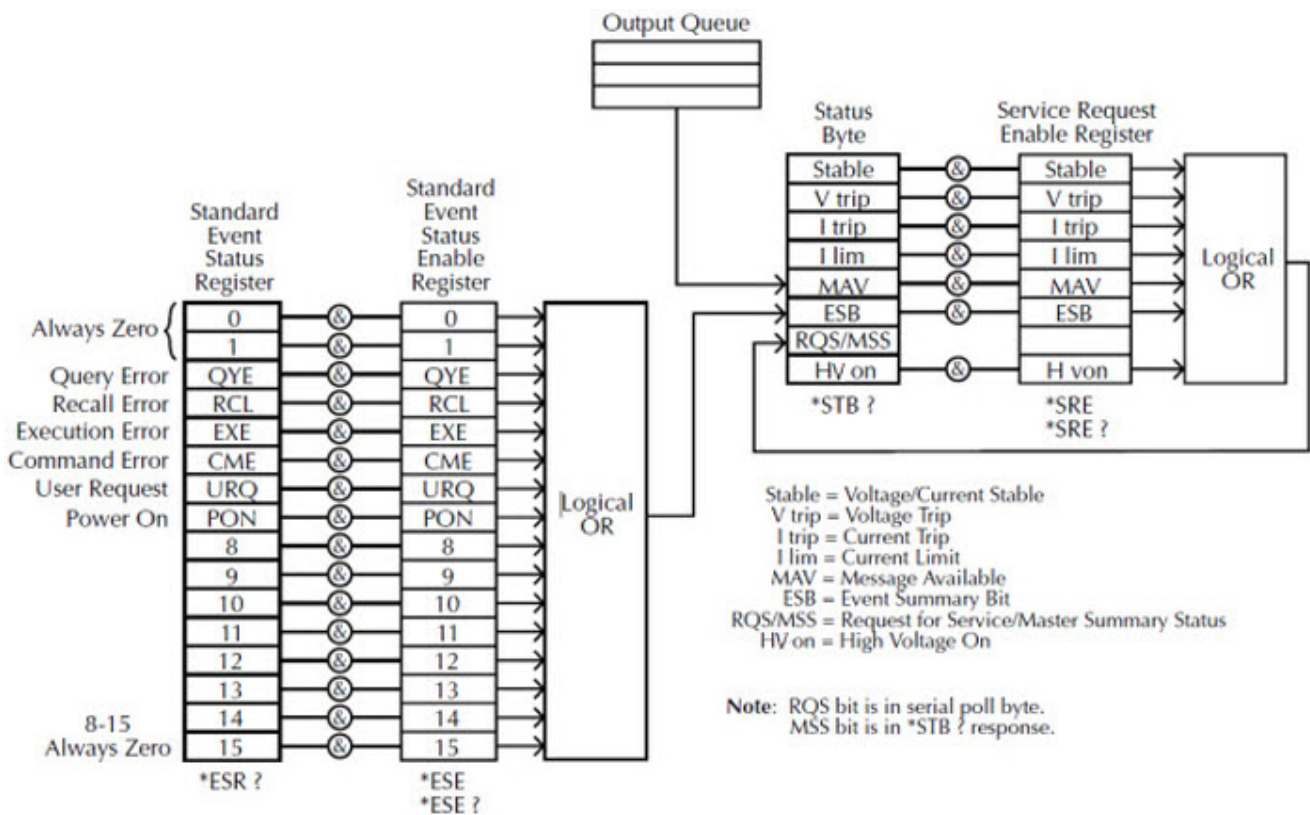 Output Queue
Status
Byte
Service Request
Enable Register
Stable & Stable
V trip & V trip
I trip & I trip
I lim & I lim
MAV & MAV
ESB & ESB
RQS/MSS
HV on & H von
Logical
OR
*STB ?
*SRE
*SRE ?
Standard
Event
Status
Register
Standard
Event
Status
Enable
Register
Always Zero
0 & 0
1 & 1
Query Error QYE & QYE
Recall Error RCL & RCL
Execution Error EXE & EXE
Command Error CME & CME
User Request URQ & URQ
Power On PON & PON
8 & 8
9 & 9
10 & 10
11 & 11
12 & 12
13 & 13
14 & 14
15 & 15
8-15
Always Zero
Logical
OR
*ESR ?
*ESE
*ESE ?
Stable = Voltage/Current Stable
V trip = Voltage Trip
I trip = Current Trip
I lim = Current Limit
MAV = Message Available
ESB = Event Summary Bit
RQS/MSS = Request for Service/Master Summary Status
HV on = High Voltage On
Note: RQS bit is in serial poll byte.
MSS bit is in *STB ? response.